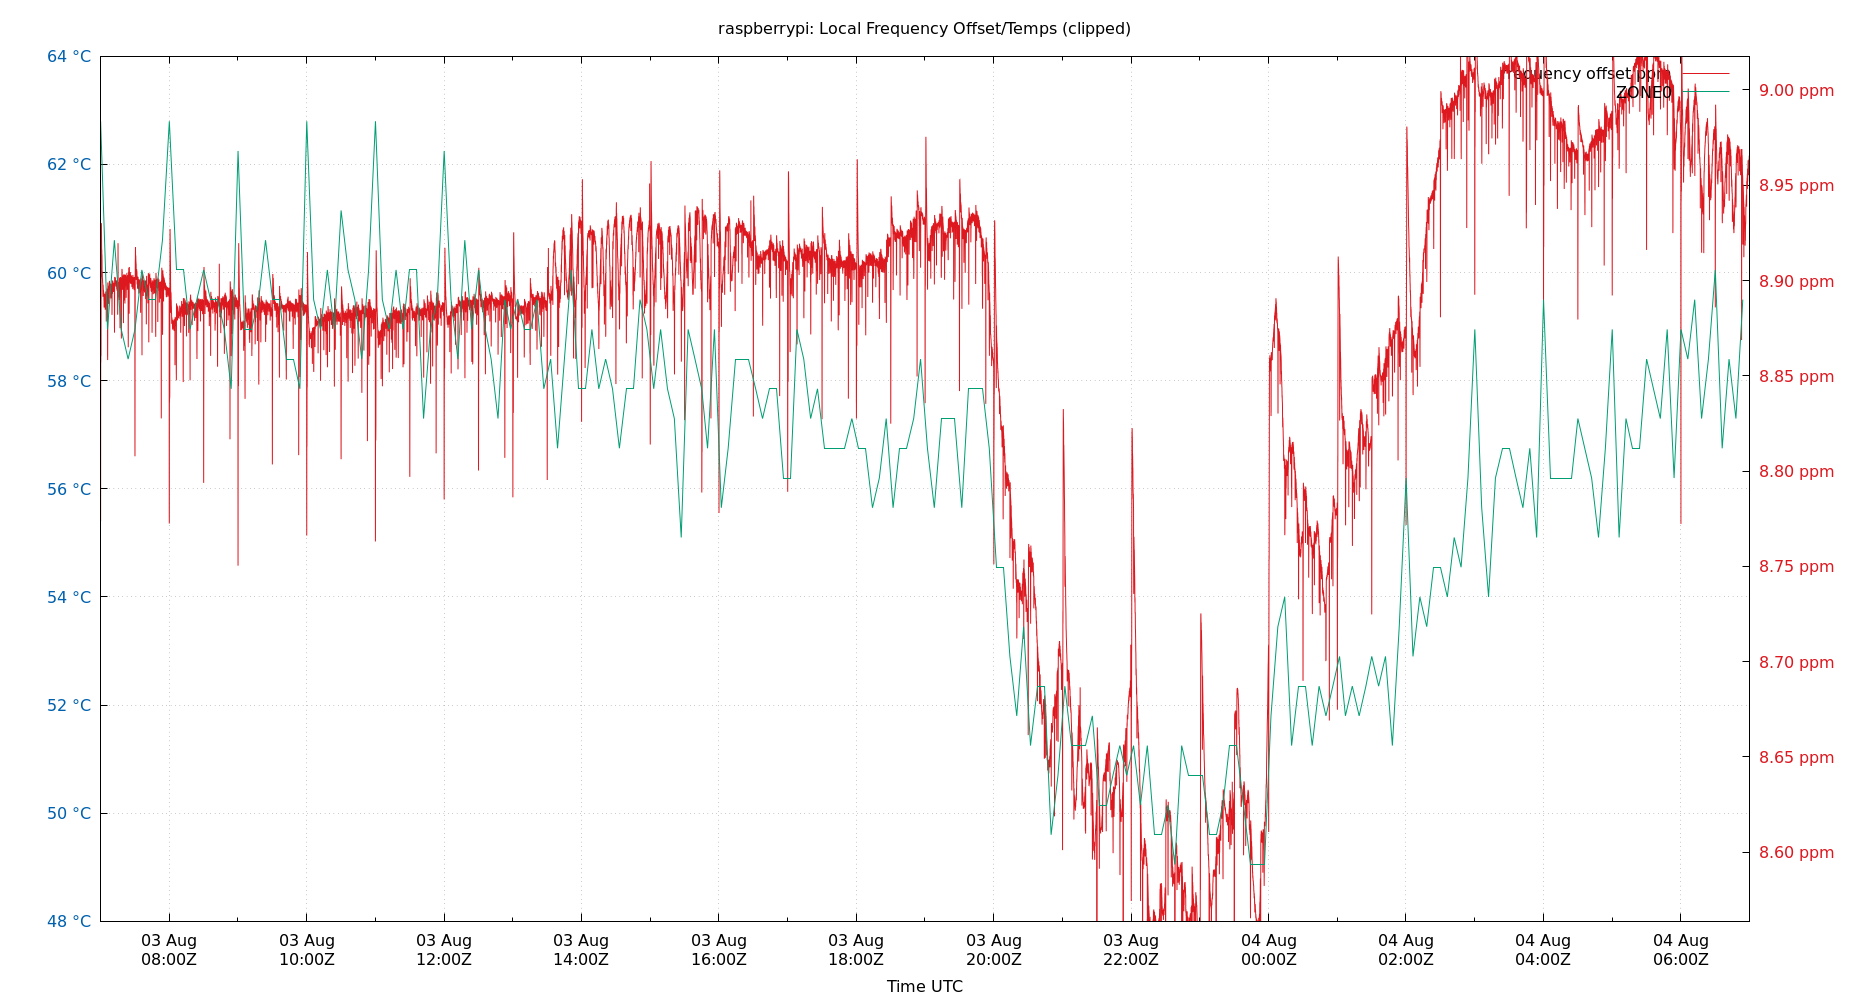 raspberrypi: Local Frequency Offset/Temps (clipped)
64 °C
62 °C
60 °C
58 °C
56 °C
54 °C
52 °C
50 °C
48 °C
offset ppm
ZONE0
9.00 ppm
8.95 ppm
8.90 ppm
8.85 ppm
8.80 ppm
8.75 ppm
8.70 ppm
8.65 ppm
8.60 ppm
03 Aug
08:00Z
03 Aug
10:00Z
03 Aug
12:00Z
03 Aug
14:00Z
03 Aug
16:00Z
03 Aug
18:00Z
03 Aug
20:00Z
03 Aug
22:00Z
04 Aug
00:00Z
04 Aug
02:00Z
04 Aug
04:00Z
04 Aug
06:00Z
Time UTC